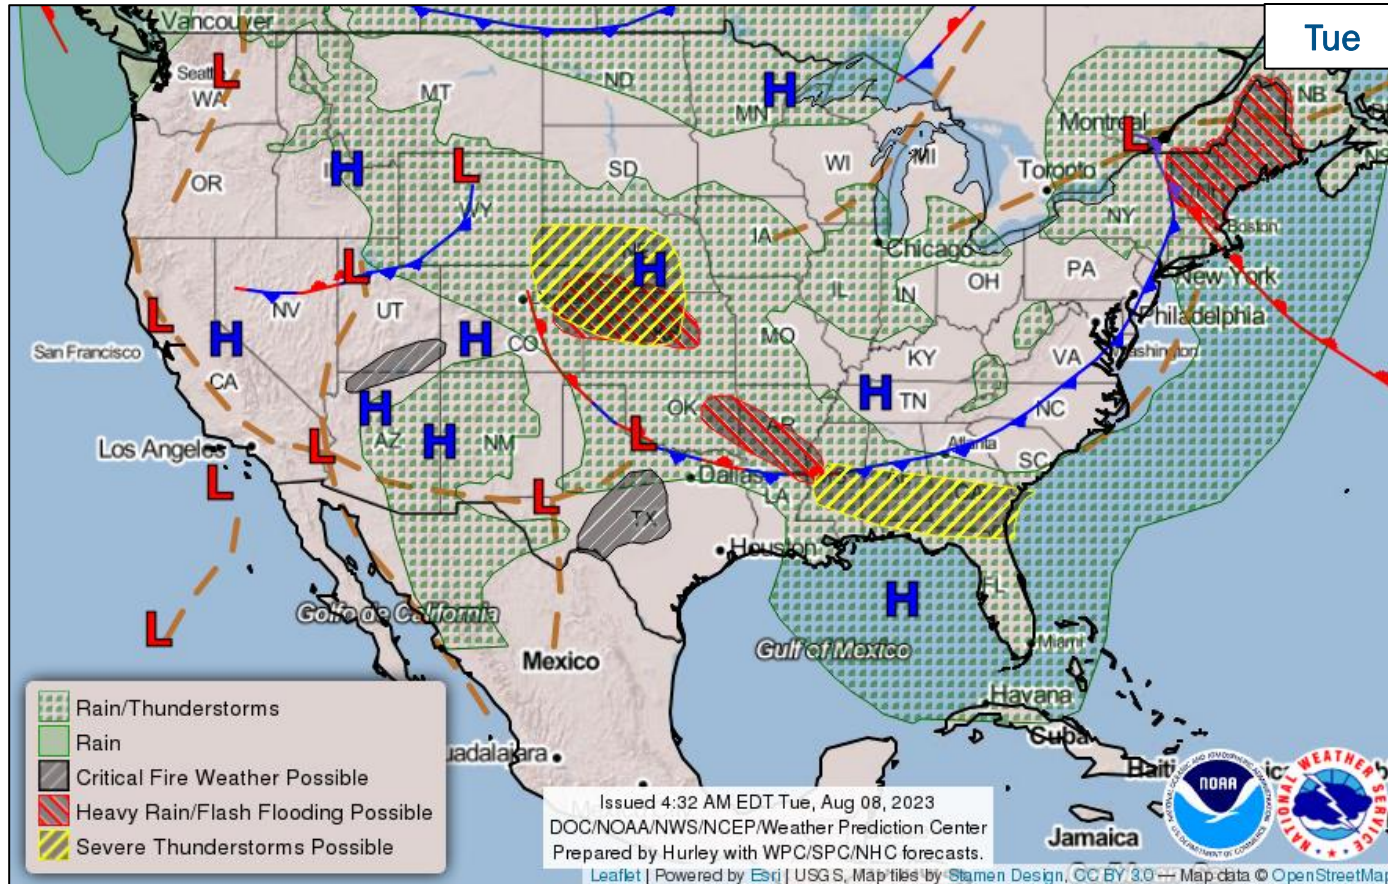 Tue
Vancouver
Seattle
WA
MT
ND
MN
NB
Montreal
OR
SD
WI
MI
Toronto
WY
IA
NY
Boston
Chicago
New York
NV
UT
IL
IN
OH
PA
Philadelphia
San Francisco
CO
MO
KY
VA
Washington
CA
OK
TN
NC
Los Angeles
AZ
NM
AR
Atlanta
SC
Dallas
LA
TX
Houston
FL
Golfo de California
Miami
Gulf of Mexico
Mexico
Havana
Cuba
Haiti
uadalajara
Jamaica
H
L
Rain/Thunderstorms
Rain
Critical Fire Weather Possible
Heavy Rain/Flash Flooding Possible
Severe Thunderstorms Possible
Issued 4:32 AM EDT Tue, Aug 08, 2023
DOC/NOAA/NWS/NCEP/Weather Prediction Center
Prepared by Hurley with WPC/SPC/NHC forecasts.
Leaflet | Powered by Esri | USGS, Map tiles by Stamen Design, CC BY 3.0 — Map data © OpenStreetMap
NOAA
NATIONAL WEATHER SERVICE